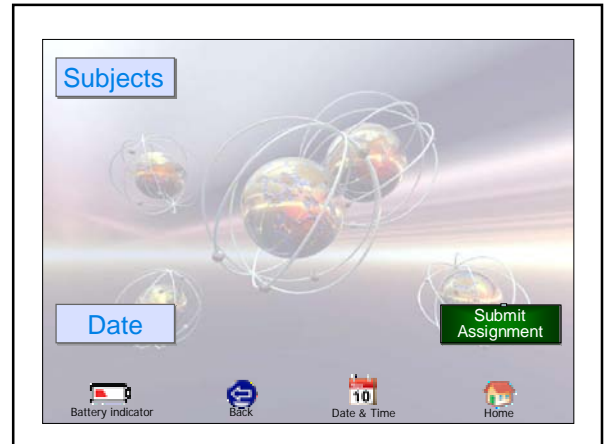 Subjects
Date
Submit
Assignment
10
Battery indicator
Back
Date & Time
Home